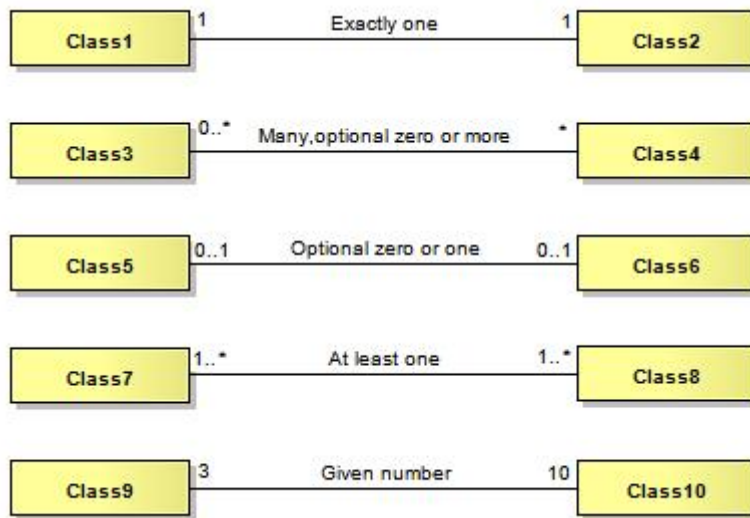 1 Exactly one 1
Class1 Class2
0..* Many,optional zero or more *
Class3 Class4
0..1 Optional zero or one 0..1
Class5 Class6
1..* At least one 1..*
Class7 Class8
3 Given number 10
Class9 Class10